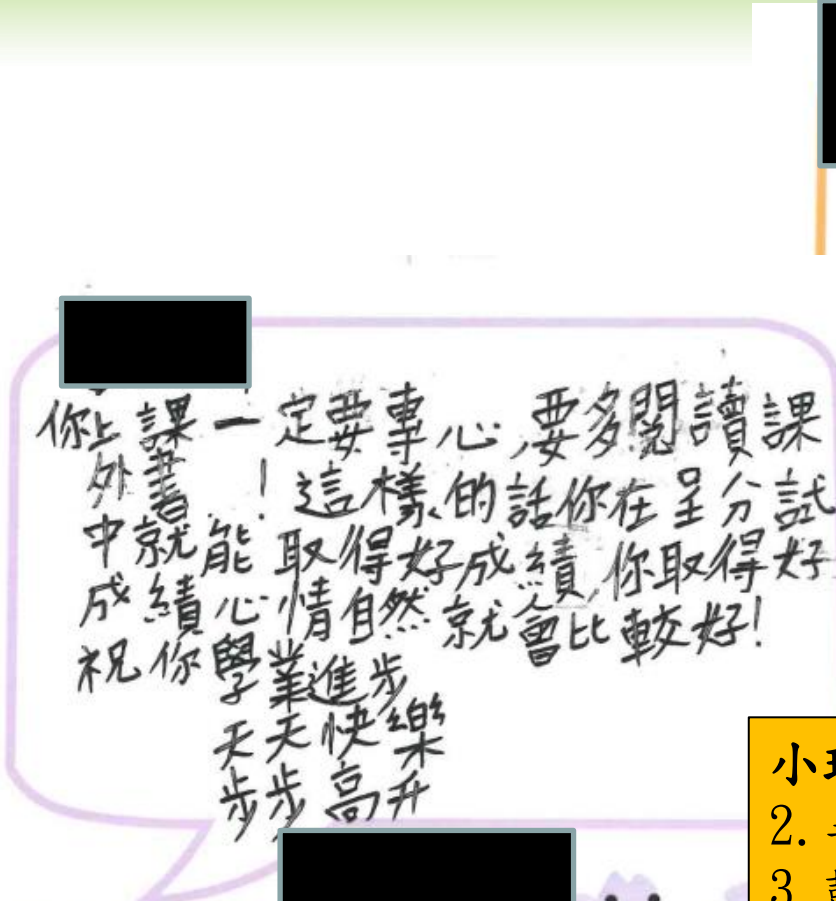 你上課一定要專心,要多閱讀課
外書!這樣的話你在呈分試
中就能取得好成績,你取得好
成績心情自然就會比較好!
祝你學業進步
天天快樂
步步高升
小
2.
3.